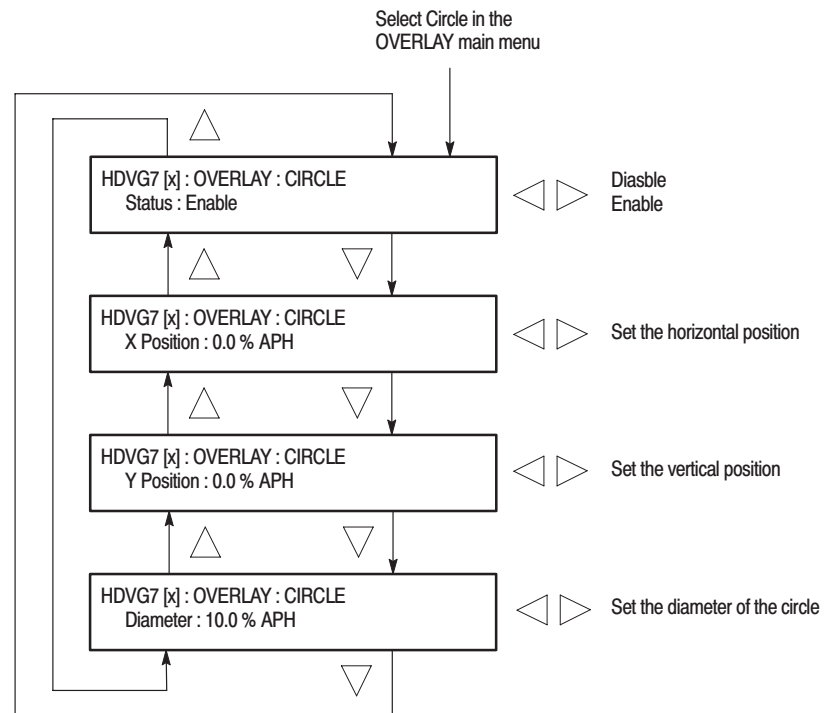 Select Circle in the
OVERLAY main menu
HDVG7 [x] : OVERLAY : CIRCLE
Status : Enable
Diasble
Enable
HDVG7 [x] : OVERLAY : CIRCLE
X Position : 0.0 % APH
Set the horizontal position
HDVG7 [x] : OVERLAY : CIRCLE
Y Position : 0.0 % APH
Set the vertical position
HDVG7 [x] : OVERLAY : CIRCLE
Diameter : 10.0 % APH
Set the diameter of the circle